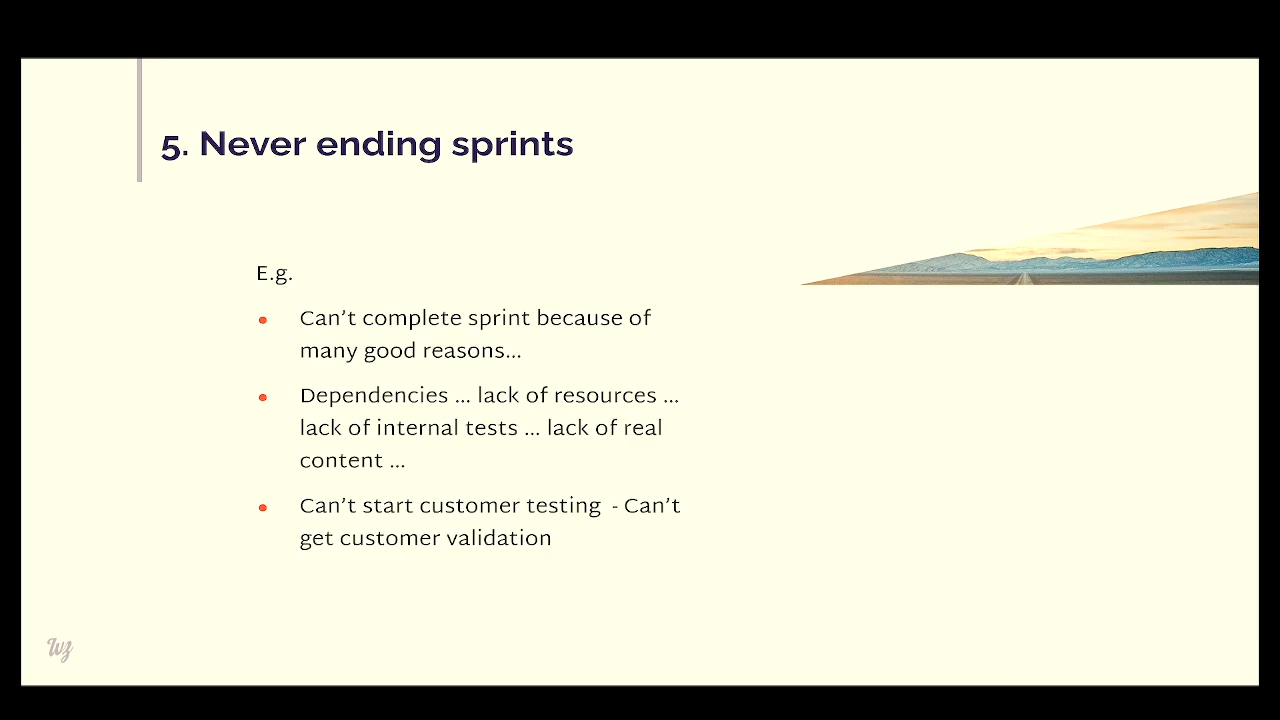 5. Never ending sprints
E.g.
• Can’t complete sprint because of
many good reasons...
• Dependencies ... lack of resources ...
lack of internal tests ... lack of real
content ...
• Can’t start customer testing  - Can’t
get customer validation
wz